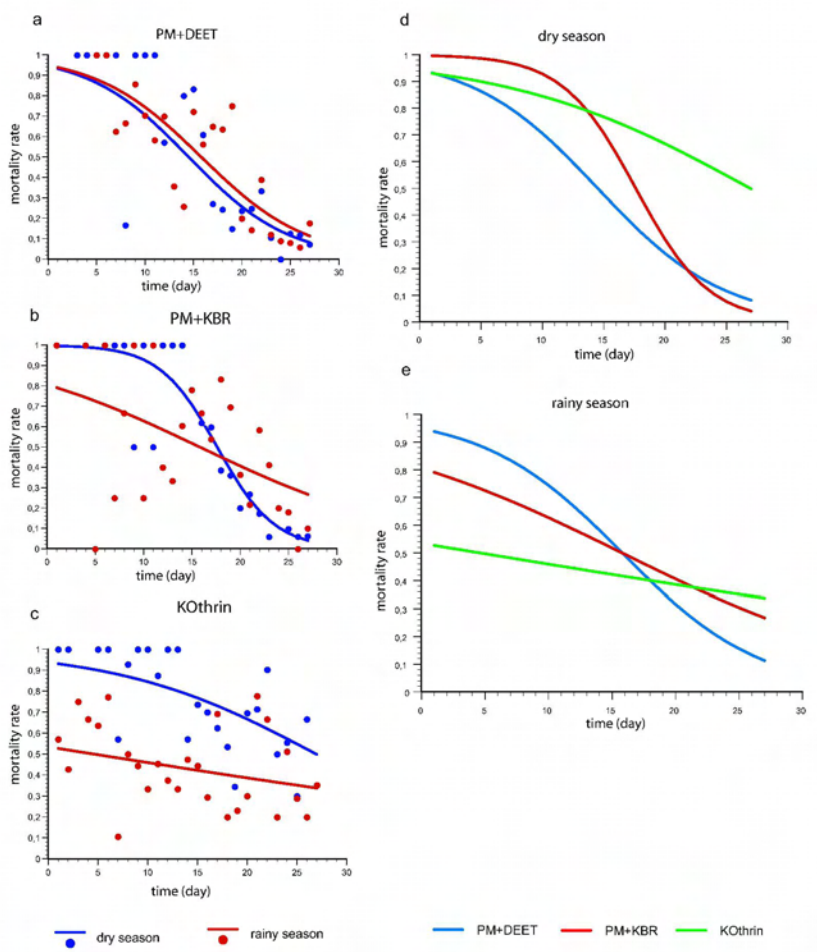 a
PM+DEET
1
0,9
0,8
0,7
0,6
0,5
0,4
0,3
0,2
0,1
0
mortality rate
0 5 10 15 20 25 30
time (day)
b
PM+KBR
1
0,9
0,8
0,7
0,6
0,5
0,4
0,3
0,2
0,1
0
mortality rate
0 5 10 15 20 25 30
time (day)
c
KOthrin
1
0,9
0,8
0,7
0,6
0,5
0,4
0,3
0,2
0,1
0
mortality rate
0 5 10 15 20 25 30
time (day)
dry season
rainy season
d
dry season
1
0,9
0,8
0,7
0,6
0,5
0,4
0,3
0,2
0,1
0
mortality rate
0 5 10 15 20 25 30
time (day)
e
rainy season
1
0,9
0,8
0,7
0,6
0,5
0,4
0,3
0,2
0,1
0
mortality rate
0 5 10 15 20 25 30
time (day)
PM+DEET PM+KBR KOthrin